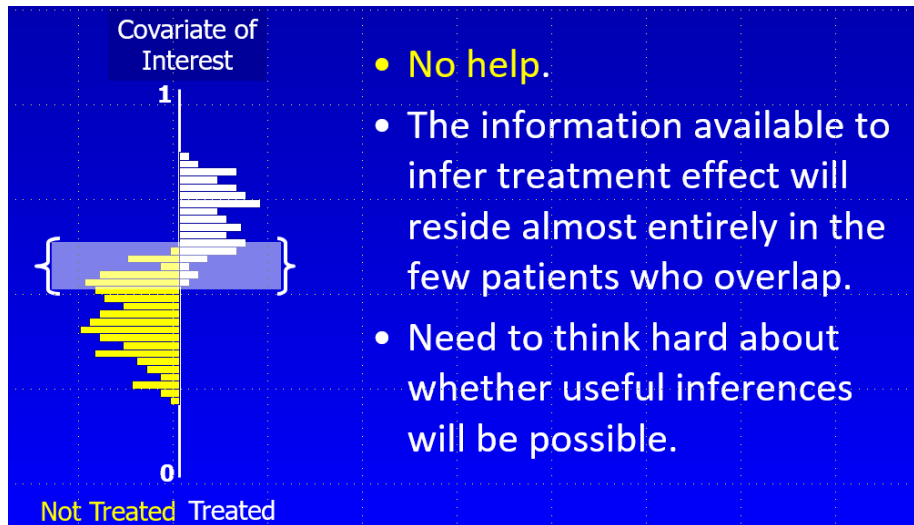 Covariate of
Interest
1
0
Not Treated Treated
• No help.
• The information available to
infer treatment effect will
reside almost entirely in the
few patients who overlap.
• Need to think hard about
whether useful inferences
will be possible.